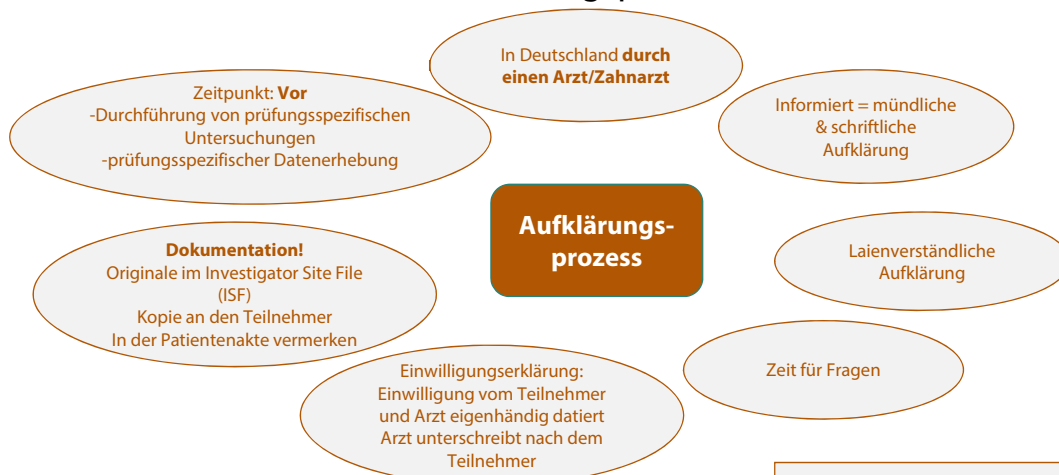 In Deutschland durch
einen Arzt/Zahnarzt
Zeitpunkt: Vor
-Durchführung von prüfungsspezifischen
Untersuchungen
-prüfungsspezifischer Datenerhebung
Informiert = mündliche
& schriftliche
Aufklärung
Aufklärungs-
prozess
Dokumentation!
Originale im Investigator Site File
(ISF)
Kopie an den Teilnehmer
In der Patientenakte vermerken
Laienverständliche
Aufklärung
Einwilligungserklärung:
Einwilligung vom Teilnehmer
und Arzt eigenhändig datiert
Arzt unterschreibt nach dem
Teilnehmer
Zeit für Fragen